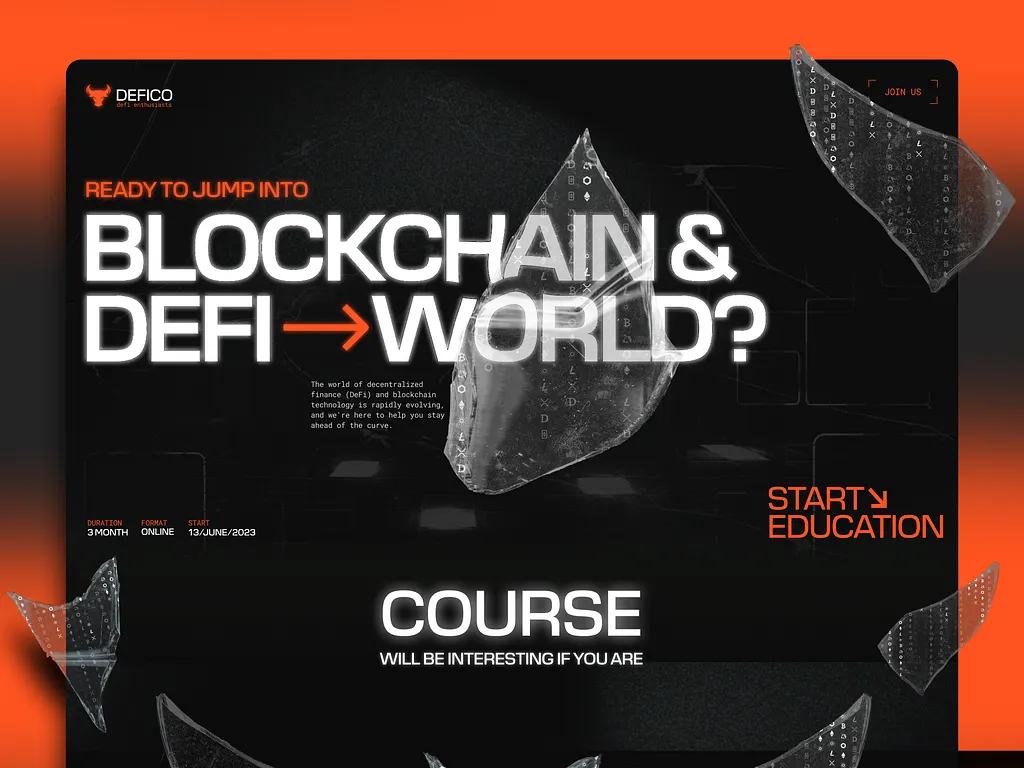 DEFICO
defi enthusiasts
JOIN US
READY TO JUMP INTO
BLOCKCHAIN &
DEFI → WORLD?
The world of decentralized
finance (DeFi) and blockchain
technology is rapidly evolving,
and we're here to help you stay
ahead of the curve.
DURATION
3 MONTH
FORMAT
ONLINE
START
13/JUNE/2023
START↘
EDUCATION
COURSE
WILL BE INTERESTING IF YOU ARE